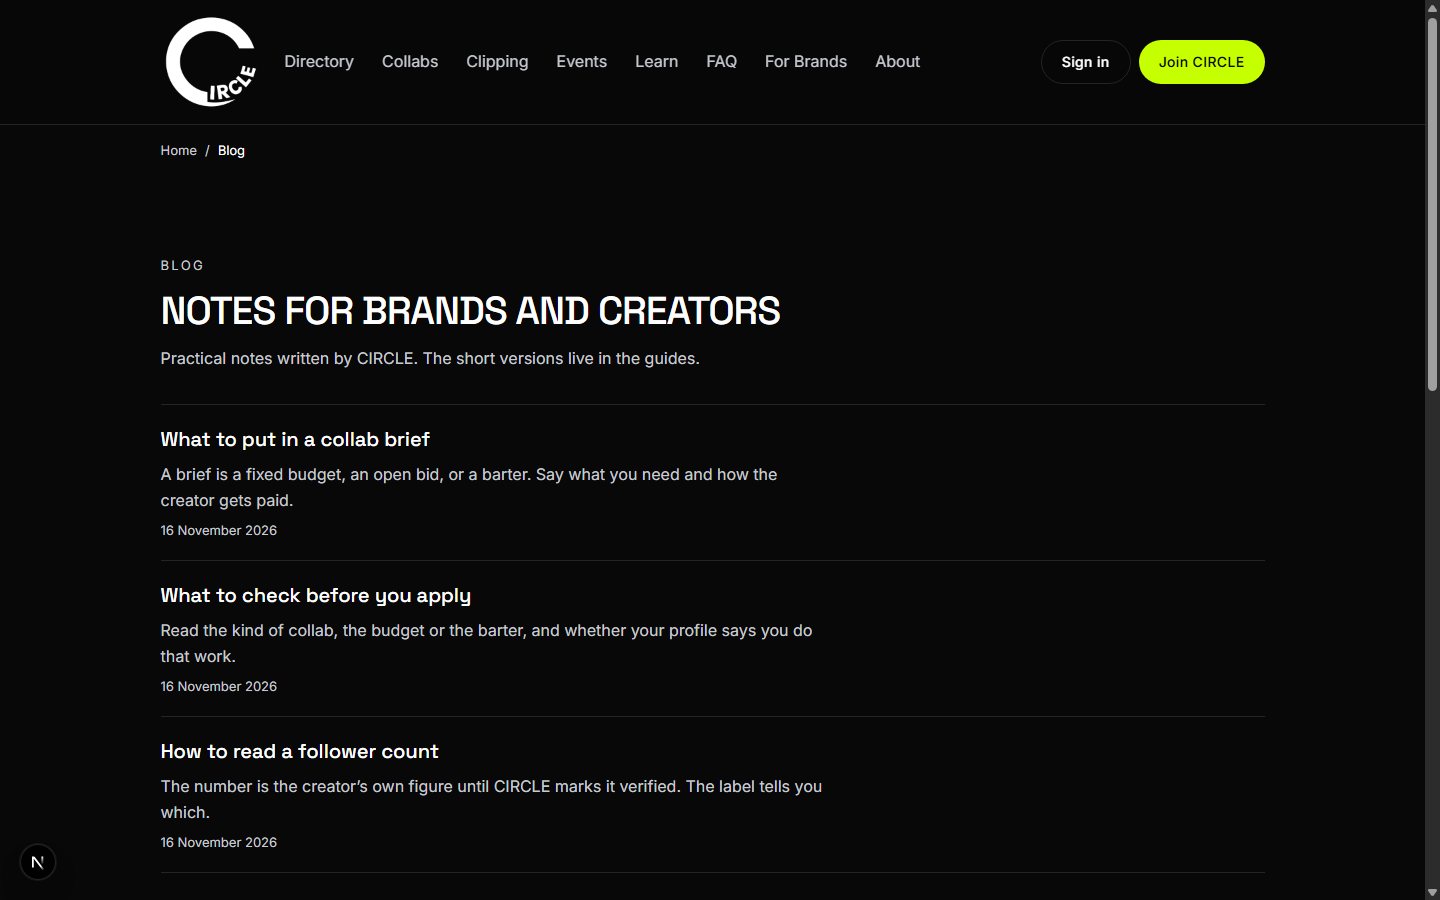 CIRCLE
Directory
Collabs
Clipping
Events
Learn
FAQ
For Brands
About
Sign in
Join CIRCLE
Home / Blog
BLOG
NOTES FOR BRANDS AND CREATORS
Practical notes written by CIRCLE. The short versions live in the guides.
What to put in a collab brief
A brief is a fixed budget, an open bid, or a barter. Say what you need and how the
creator gets paid.
16 November 2026
What to check before you apply
Read the kind of collab, the budget or the barter, and whether your profile says you do
that work.
16 November 2026
How to read a follower count
The number is the creator’s own figure until CIRCLE marks it verified. The label tells you
which.
16 November 2026
N